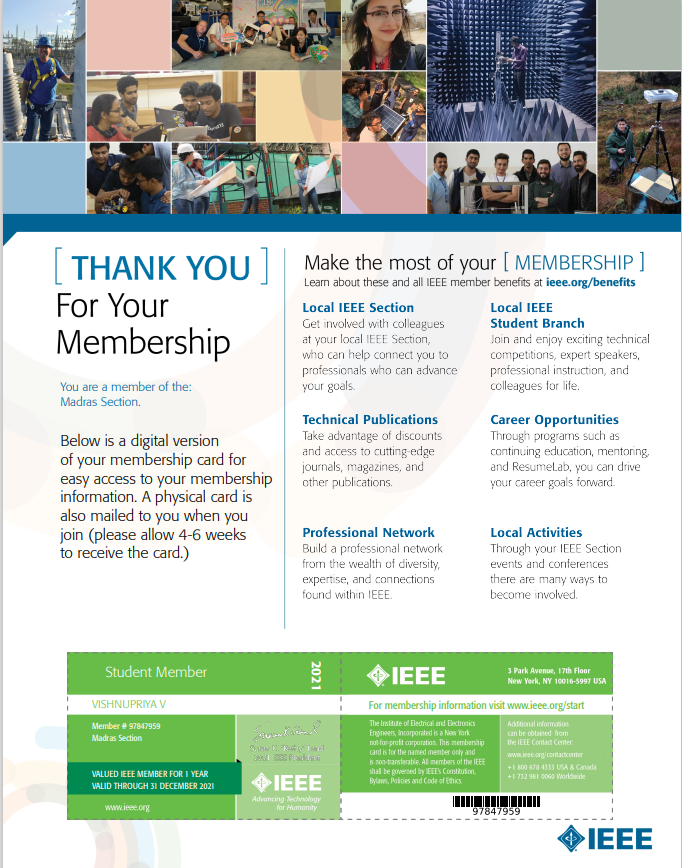 [ THANK YOU ]
For Your
Membership
You are a member of the:
Madras Section.
Below is a digital version
of your membership card for
easy access to your membership
information. A physical card is
also mailed to you when you
join (please allow 4-6 weeks
to receive the card.)
Make the most of your [ MEMBERSHIP ]
Learn about these and all IEEE member benefits at ieee.org/benefits
Local IEEE Section
Get involved with colleagues
at your local IEEE Section,
who can help connect you to
professionals who can advance
your goals.
Local IEEE
Student Branch
Join and enjoy exciting technical
competitions, expert speakers,
professional instruction, and
colleagues for life.
Technical Publications
Take advantage of discounts
and access to cutting-edge
journals, magazines, and
other publications.
Career Opportunities
Through programs such as
continuing education, mentoring,
and ResumeLab, you can drive
your career goals forward.
Professional Network
Build a professional network
from the wealth of diversity,
expertise, and connections
found within IEEE.
Local Activities
Through your IEEE Section
events and conferences
there are many ways to
become involved.
Student Member
2021
VISHNUPRIYA V
Member # 97847959
Madras Section
VALUED IEEE MEMBER FOR 1 YEAR
VALID THROUGH 31 DECEMBER 2021
www.ieee.org
IEEE
Advancing Technology
for Humanity
IEEE
3 Park Avenue, 17th Floor
New York, NY 10016-5997 USA
For membership information visit www.ieee.org/start
The Institute of Electrical and Electronics
Engineers, Incorporated is a New York
not-for-profit corporation. This membership
card is for the named member only and
is non-transferable. All members of the IEEE
shall be governed by IEEE's Constitution,
Bylaws, Policies and Code of Ethics
Additional information
can be obtained from
the IEEE Contact Center:
www.ieee.org/contactcenter
+1 800 678 4333 USA & Canada
+1 732 981 0060 Worldwide
97847959
IEEE